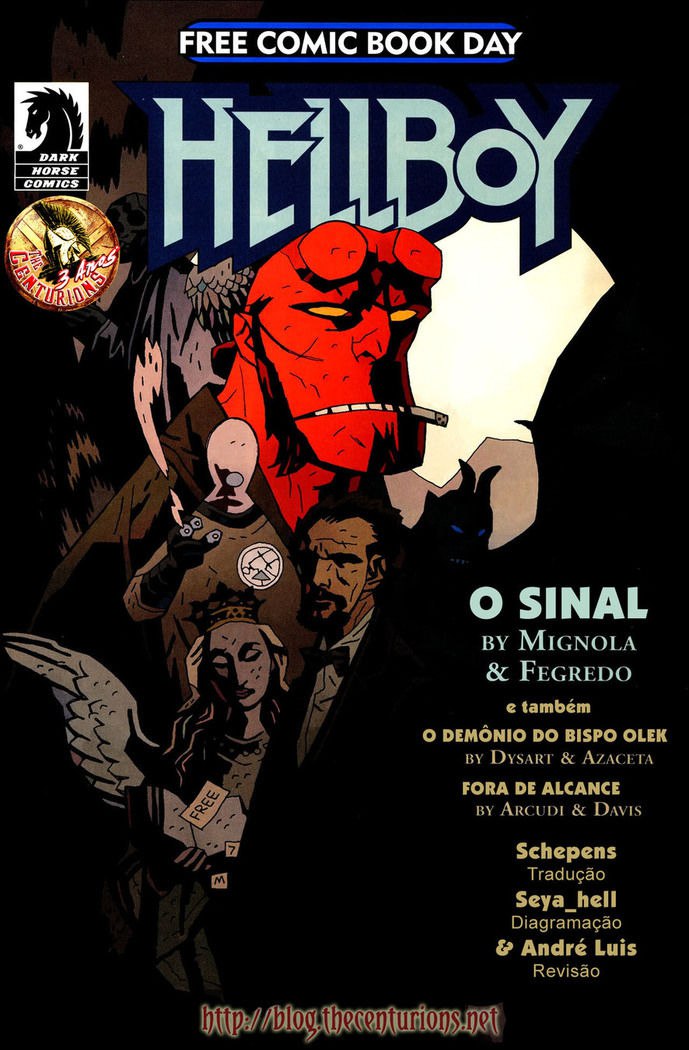 FREE COMIC BOOK DAY
HELLBOY
DARK
HORSE
COMICS
®
THE CENTURIONS
3 Anos
O SINAL
BY MIGNOLA
& FEGREDO
e também
O DEMÔNIO DO BISPO OLEK
BY DYSART & AZACETA
FORA DE ALCANCE
BY ARCUDI & DAVIS
FREE
7
M
Schepens
Tradução
Seya_hell
Diagramação
& André Luis
Revisão
http://blog.thecenturions.net